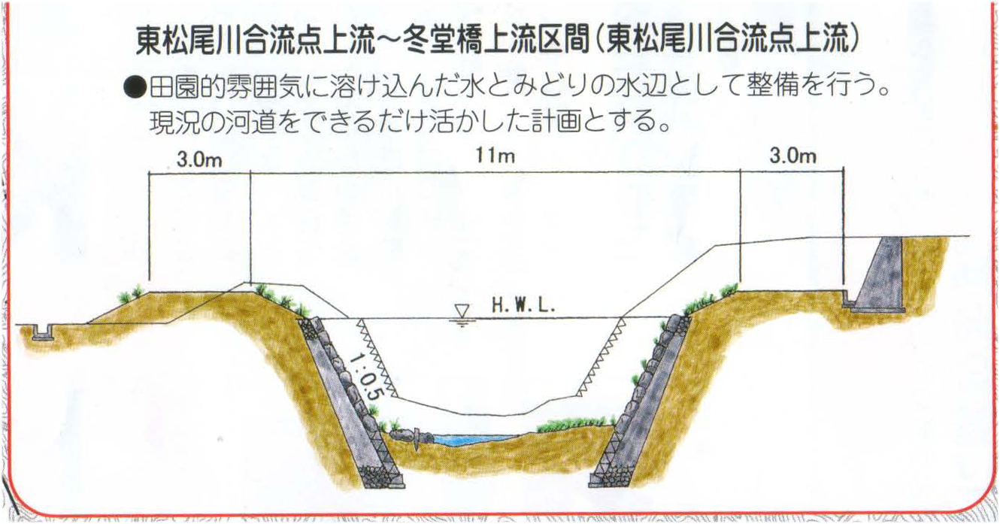 東松尾川合流点上流～冬堂橋上流区間(東松尾川合流点上流)
●田園的雰囲気に溶け込んだ水とみどりの水辺として整備を行う。
現況の河道をできるだけ活かした計画とする。
3.0m 11m 3.0m
H.W.L.
1:0.5